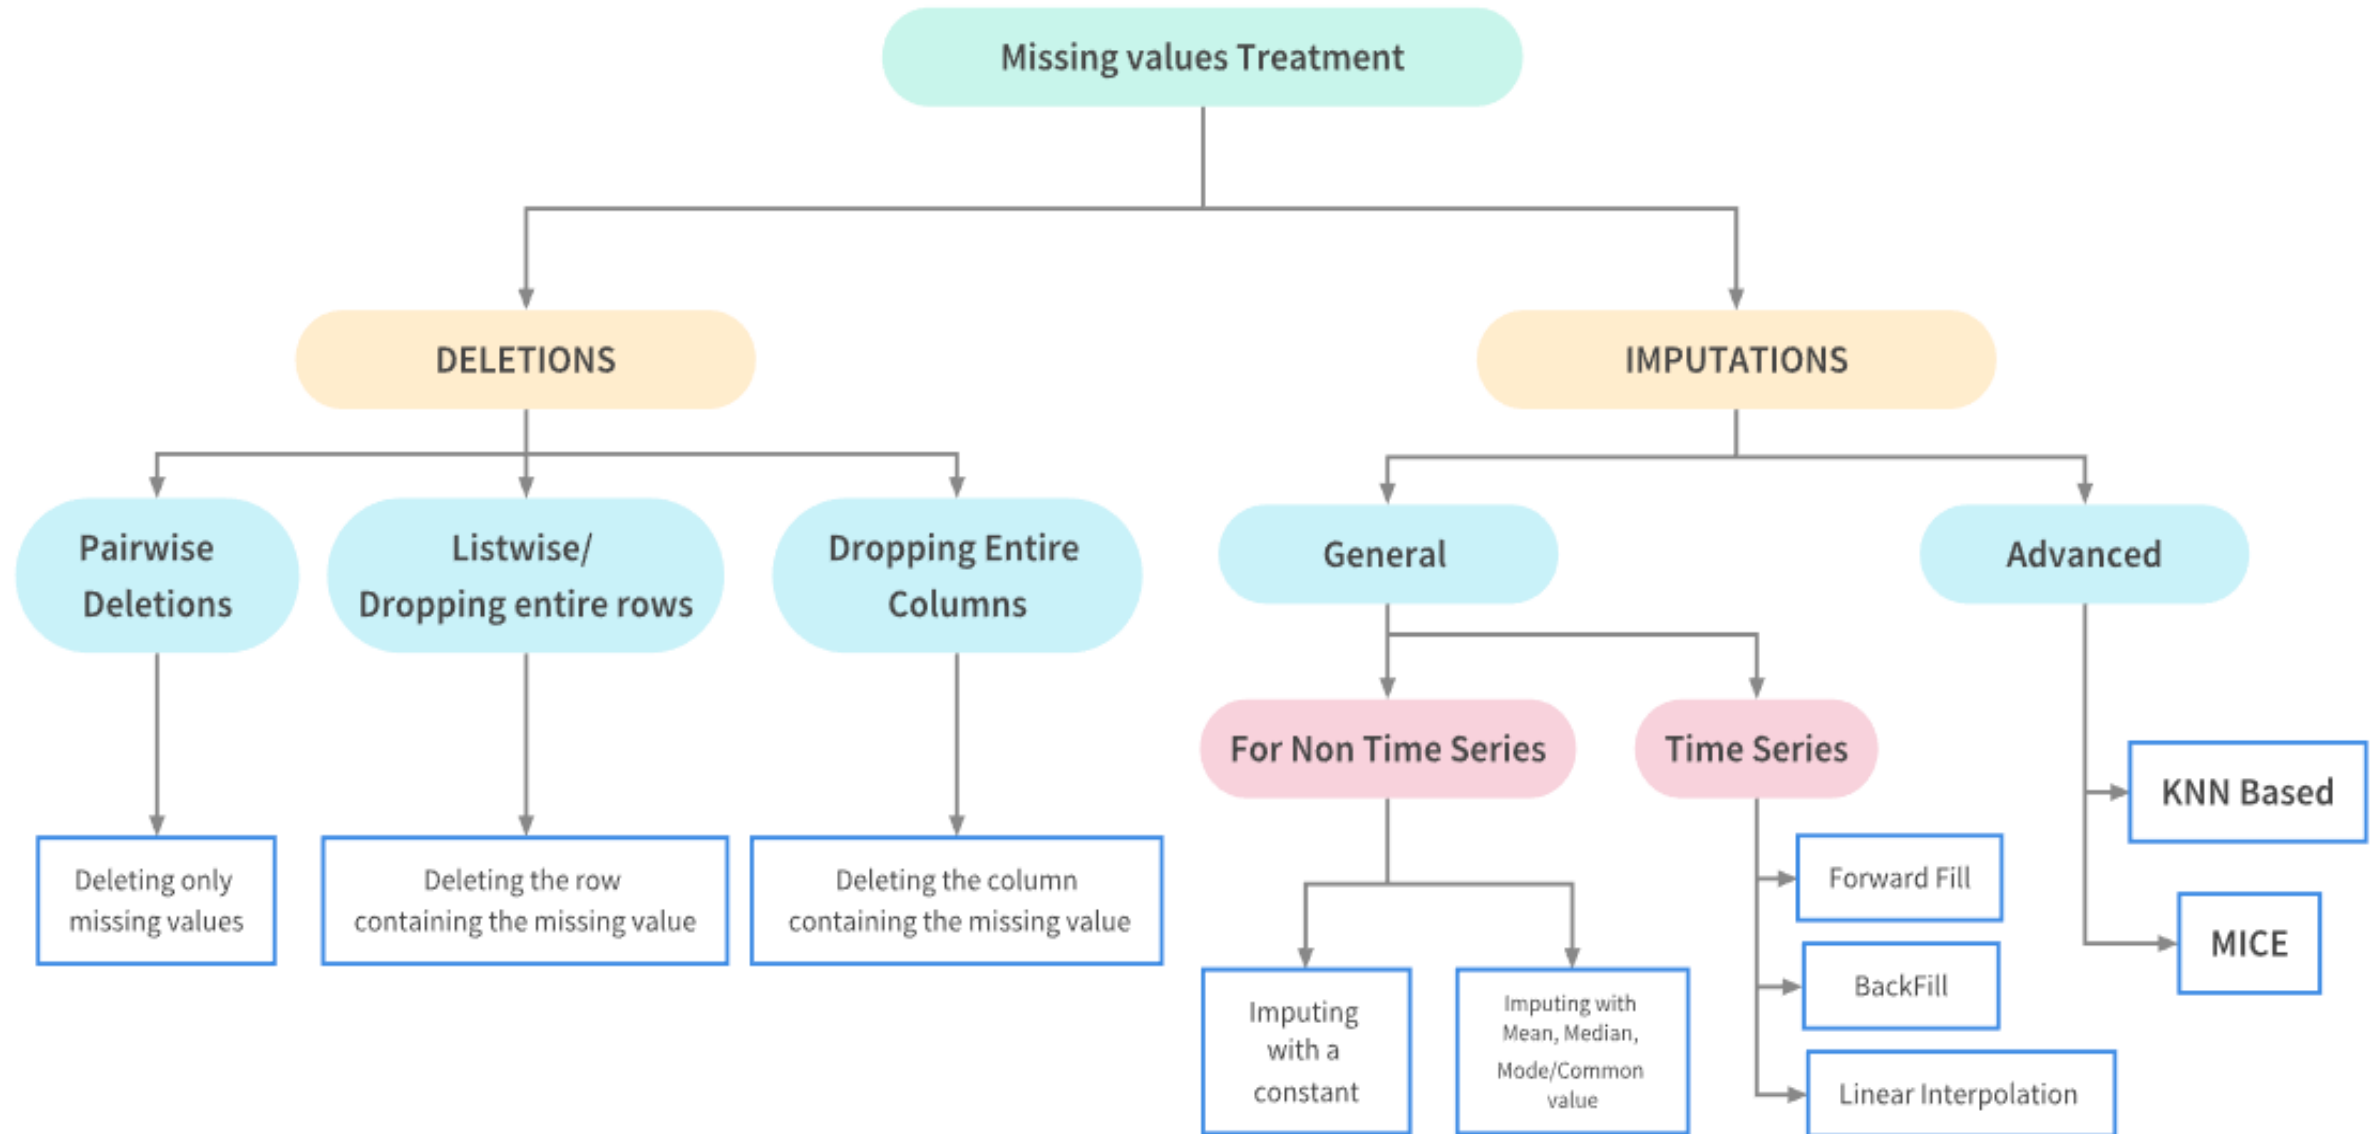 Missing values Treatment
DELETIONS
IMPUTATIONS
Pairwise
Deletions
Listwise/
Dropping entire rows
Dropping Entire
Columns
General
Advanced
For Non Time Series
Time Series
KNN Based
MICE
Deleting only
missing values
Deleting the row
containing the missing value
Deleting the column
containing the missing value
Forward Fill
BackFill
Linear Interpolation
Imputing
with a
constant
Imputing with
Mean, Median,
Mode/Common
value